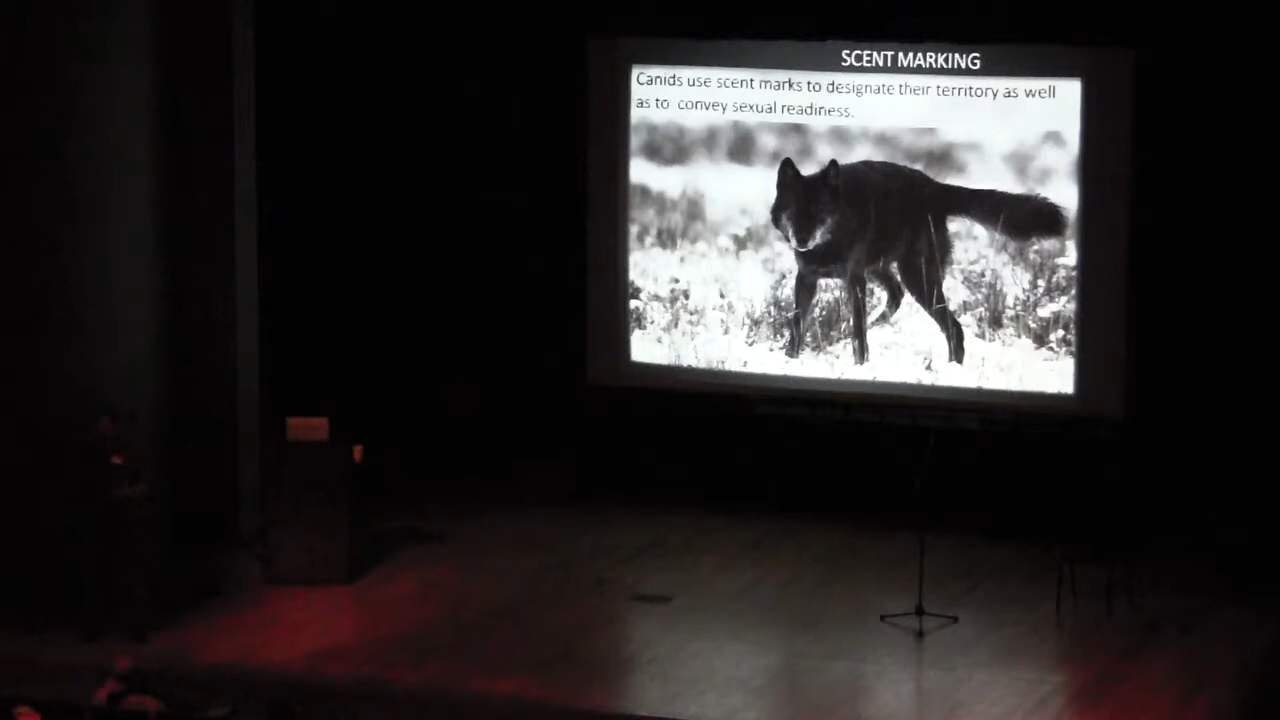 SCENT MARKING
Canids use scent marks to designate their territory as well
as to convey sexual readiness.